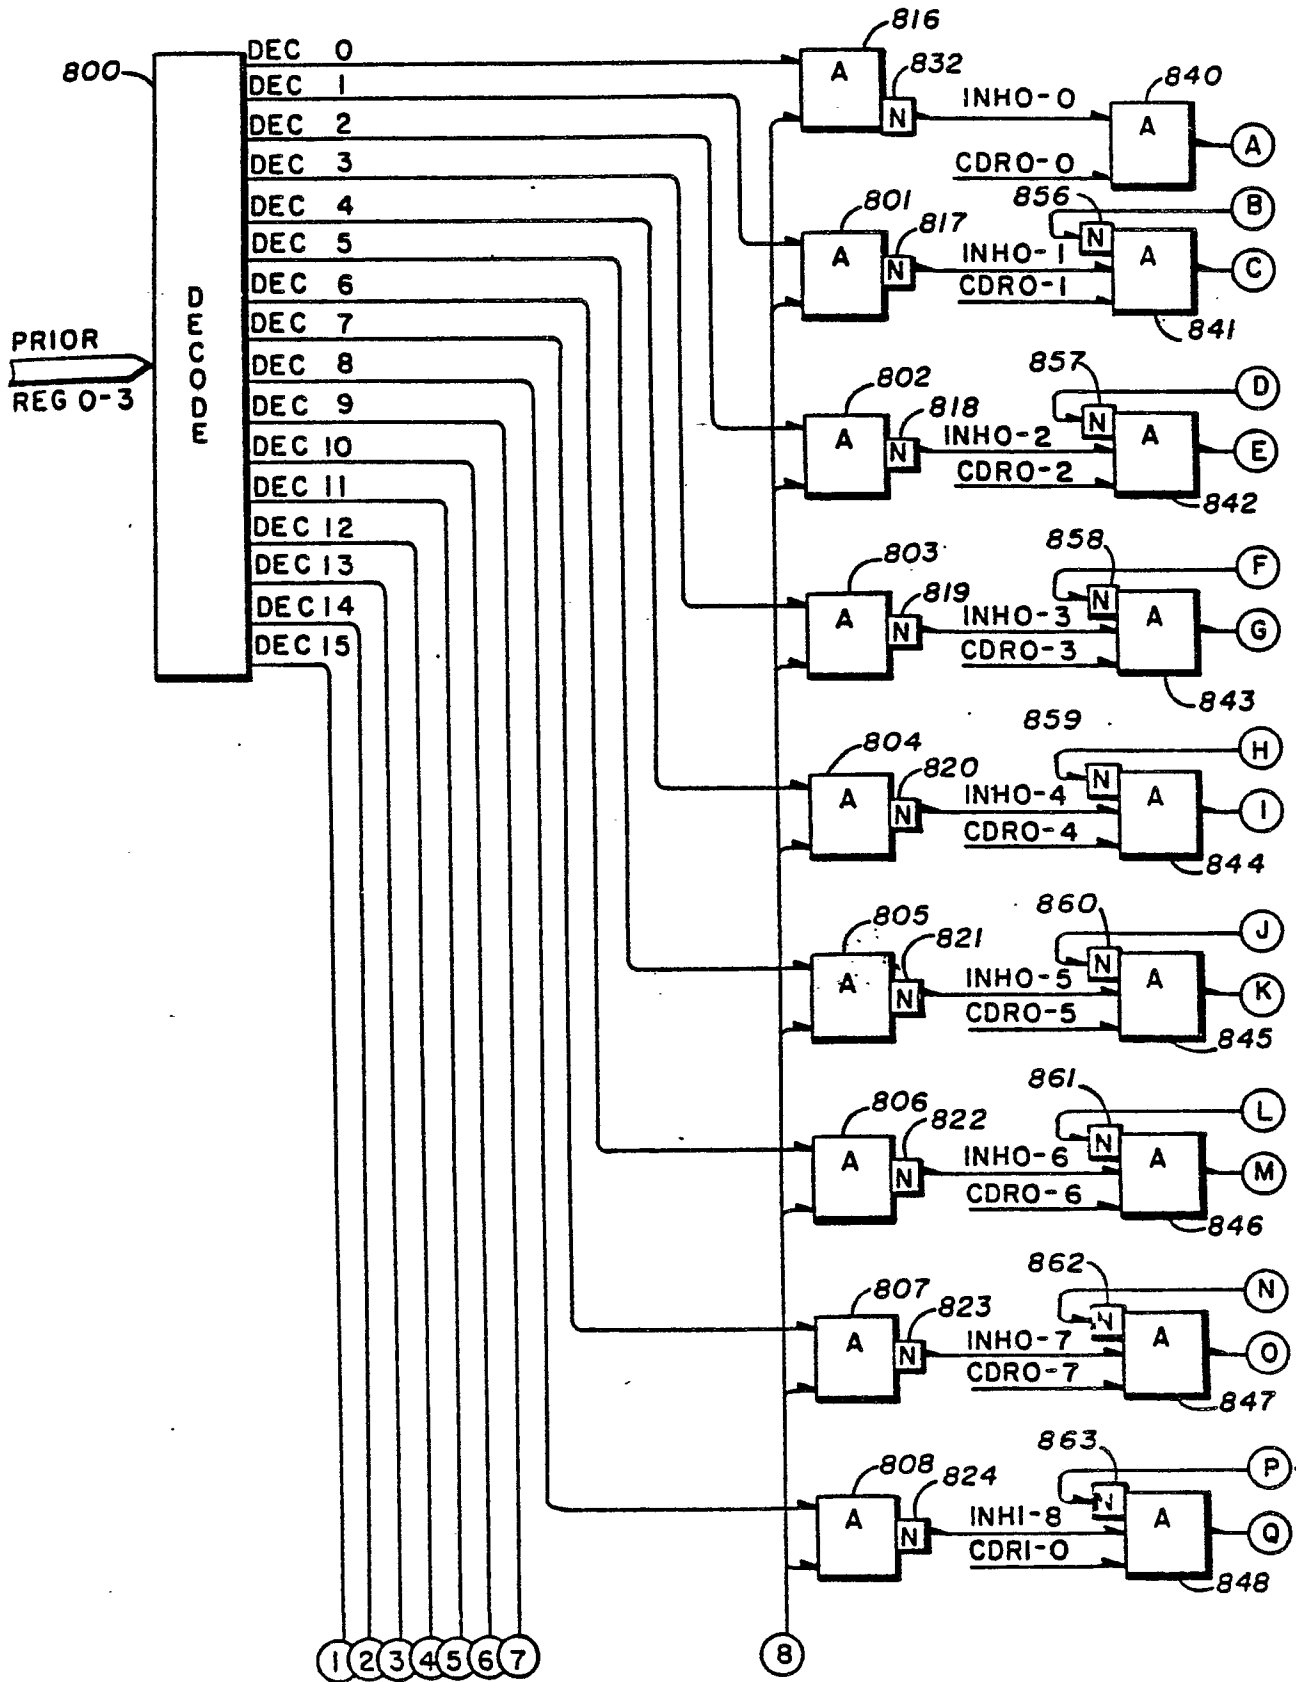 816
DEC 0
800
A
832
840
DEC 1
INHO-0
N
A
DEC 2
A
CDRO-0
DEC 3
856
B
801
817
DEC 4
N
A
INHO-1
A
C
DEC 5
N
CDRO-1
DEC 6
841
DEC 7
PRIOR
DECODE
REG 0-3
857
D
DEC 8
802
818
N
DEC 9
A
INHO-2
A
E
N
CDRO-2
DEC 10
842
DEC 11
DEC 12
803
858
F
DEC 13
819
N
DEC 14
A
INHO-3
A
G
N
CDRO-3
DEC 15
843
859
804
H
820
N
A
INHO-4
A
I
N
CDRO-4
844
860
805
821
J
N
A
INHO-5
A
K
N
CDRO-5
845
861
806
822
L
N
A
INHO-6
A
M
N
CDRO-6
846
862
807
823
N
N
A
INHO-7
A
O
N
CDRO-7
847
863
808
824
P
N
A
INHI-8
A
Q
N
CDRI-0
848
1 2 3 4 5 6 7 8